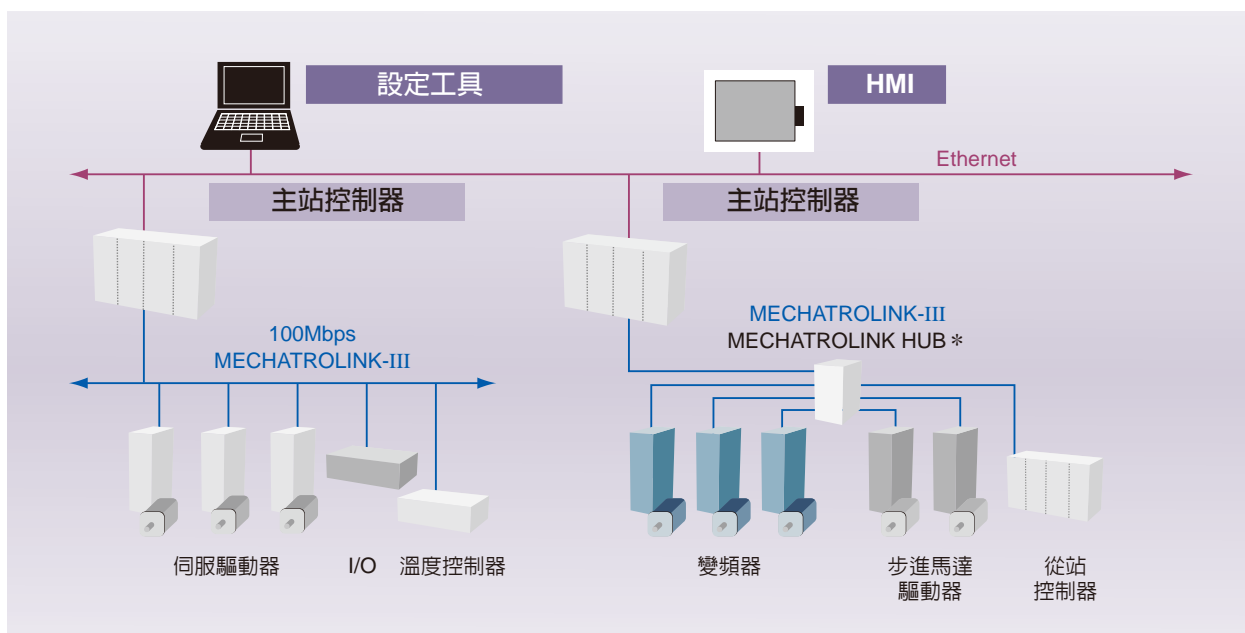 設定工具
HMI
Ethernet
主站控制器
主站控制器
100Mbps
MECHATROLINK-III
MECHATROLINK-III
MECHATROLINK HUB＊
伺服驅動器
I/O
溫度控制器
變頻器
步進馬達
驅動器
從站
控制器